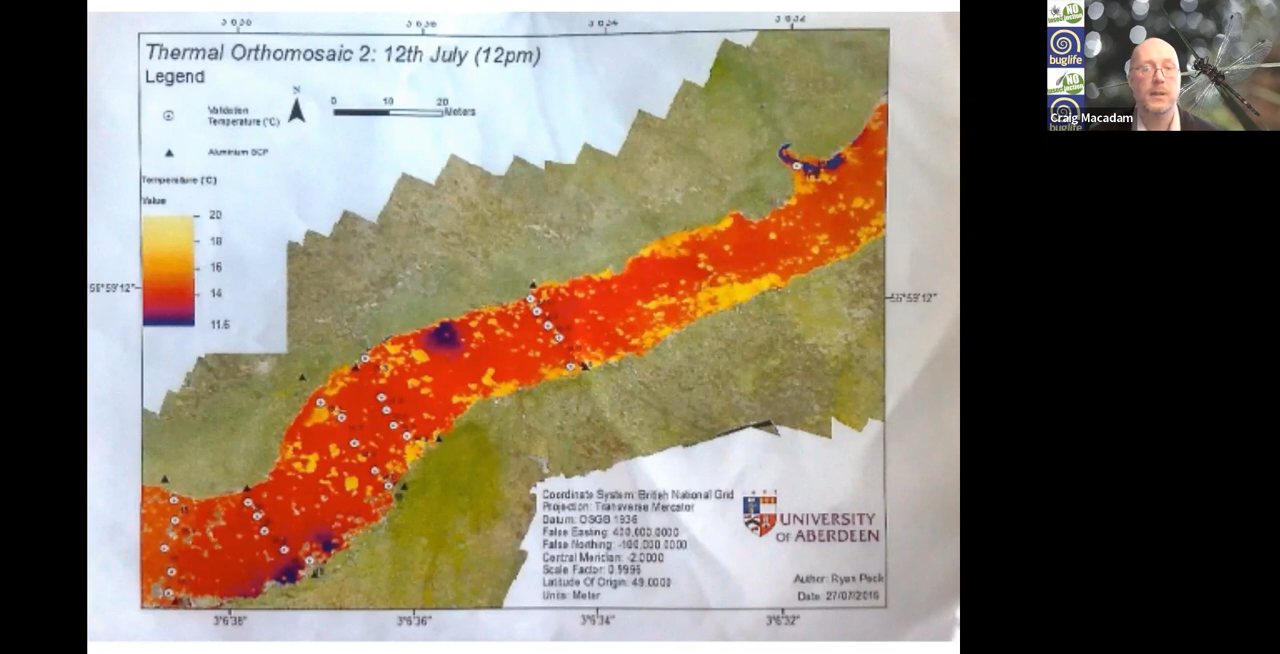 Thermal Orthomosaic 2: 12th July (12pm)
Legend
Validation
Temperature (°C)
Aluminium GCP
N
0 10 20
Meters
Temperature (°C)
Value
20
18
16
14
11.6
56°59'12"
56°59'12"
Coordinate System: British National Grid
Projection: Transverse Mercator
Datum: OSGB 1936
False Easting: 400,000.0000
False Northing: -100,000.0000
Central Meridian: -2.0000
Scale Factor: 0.9996
Latitude Of Origin: 49.0000
Units: Meter
UNIVERSITY
OF ABERDEEN
Author: Ryan Peck
Date: 27/07/2016
3°6'38" 3°6'36" 3°6'34" 3°6'32"
NO
buglife
NO
buglife
Craig Macadam